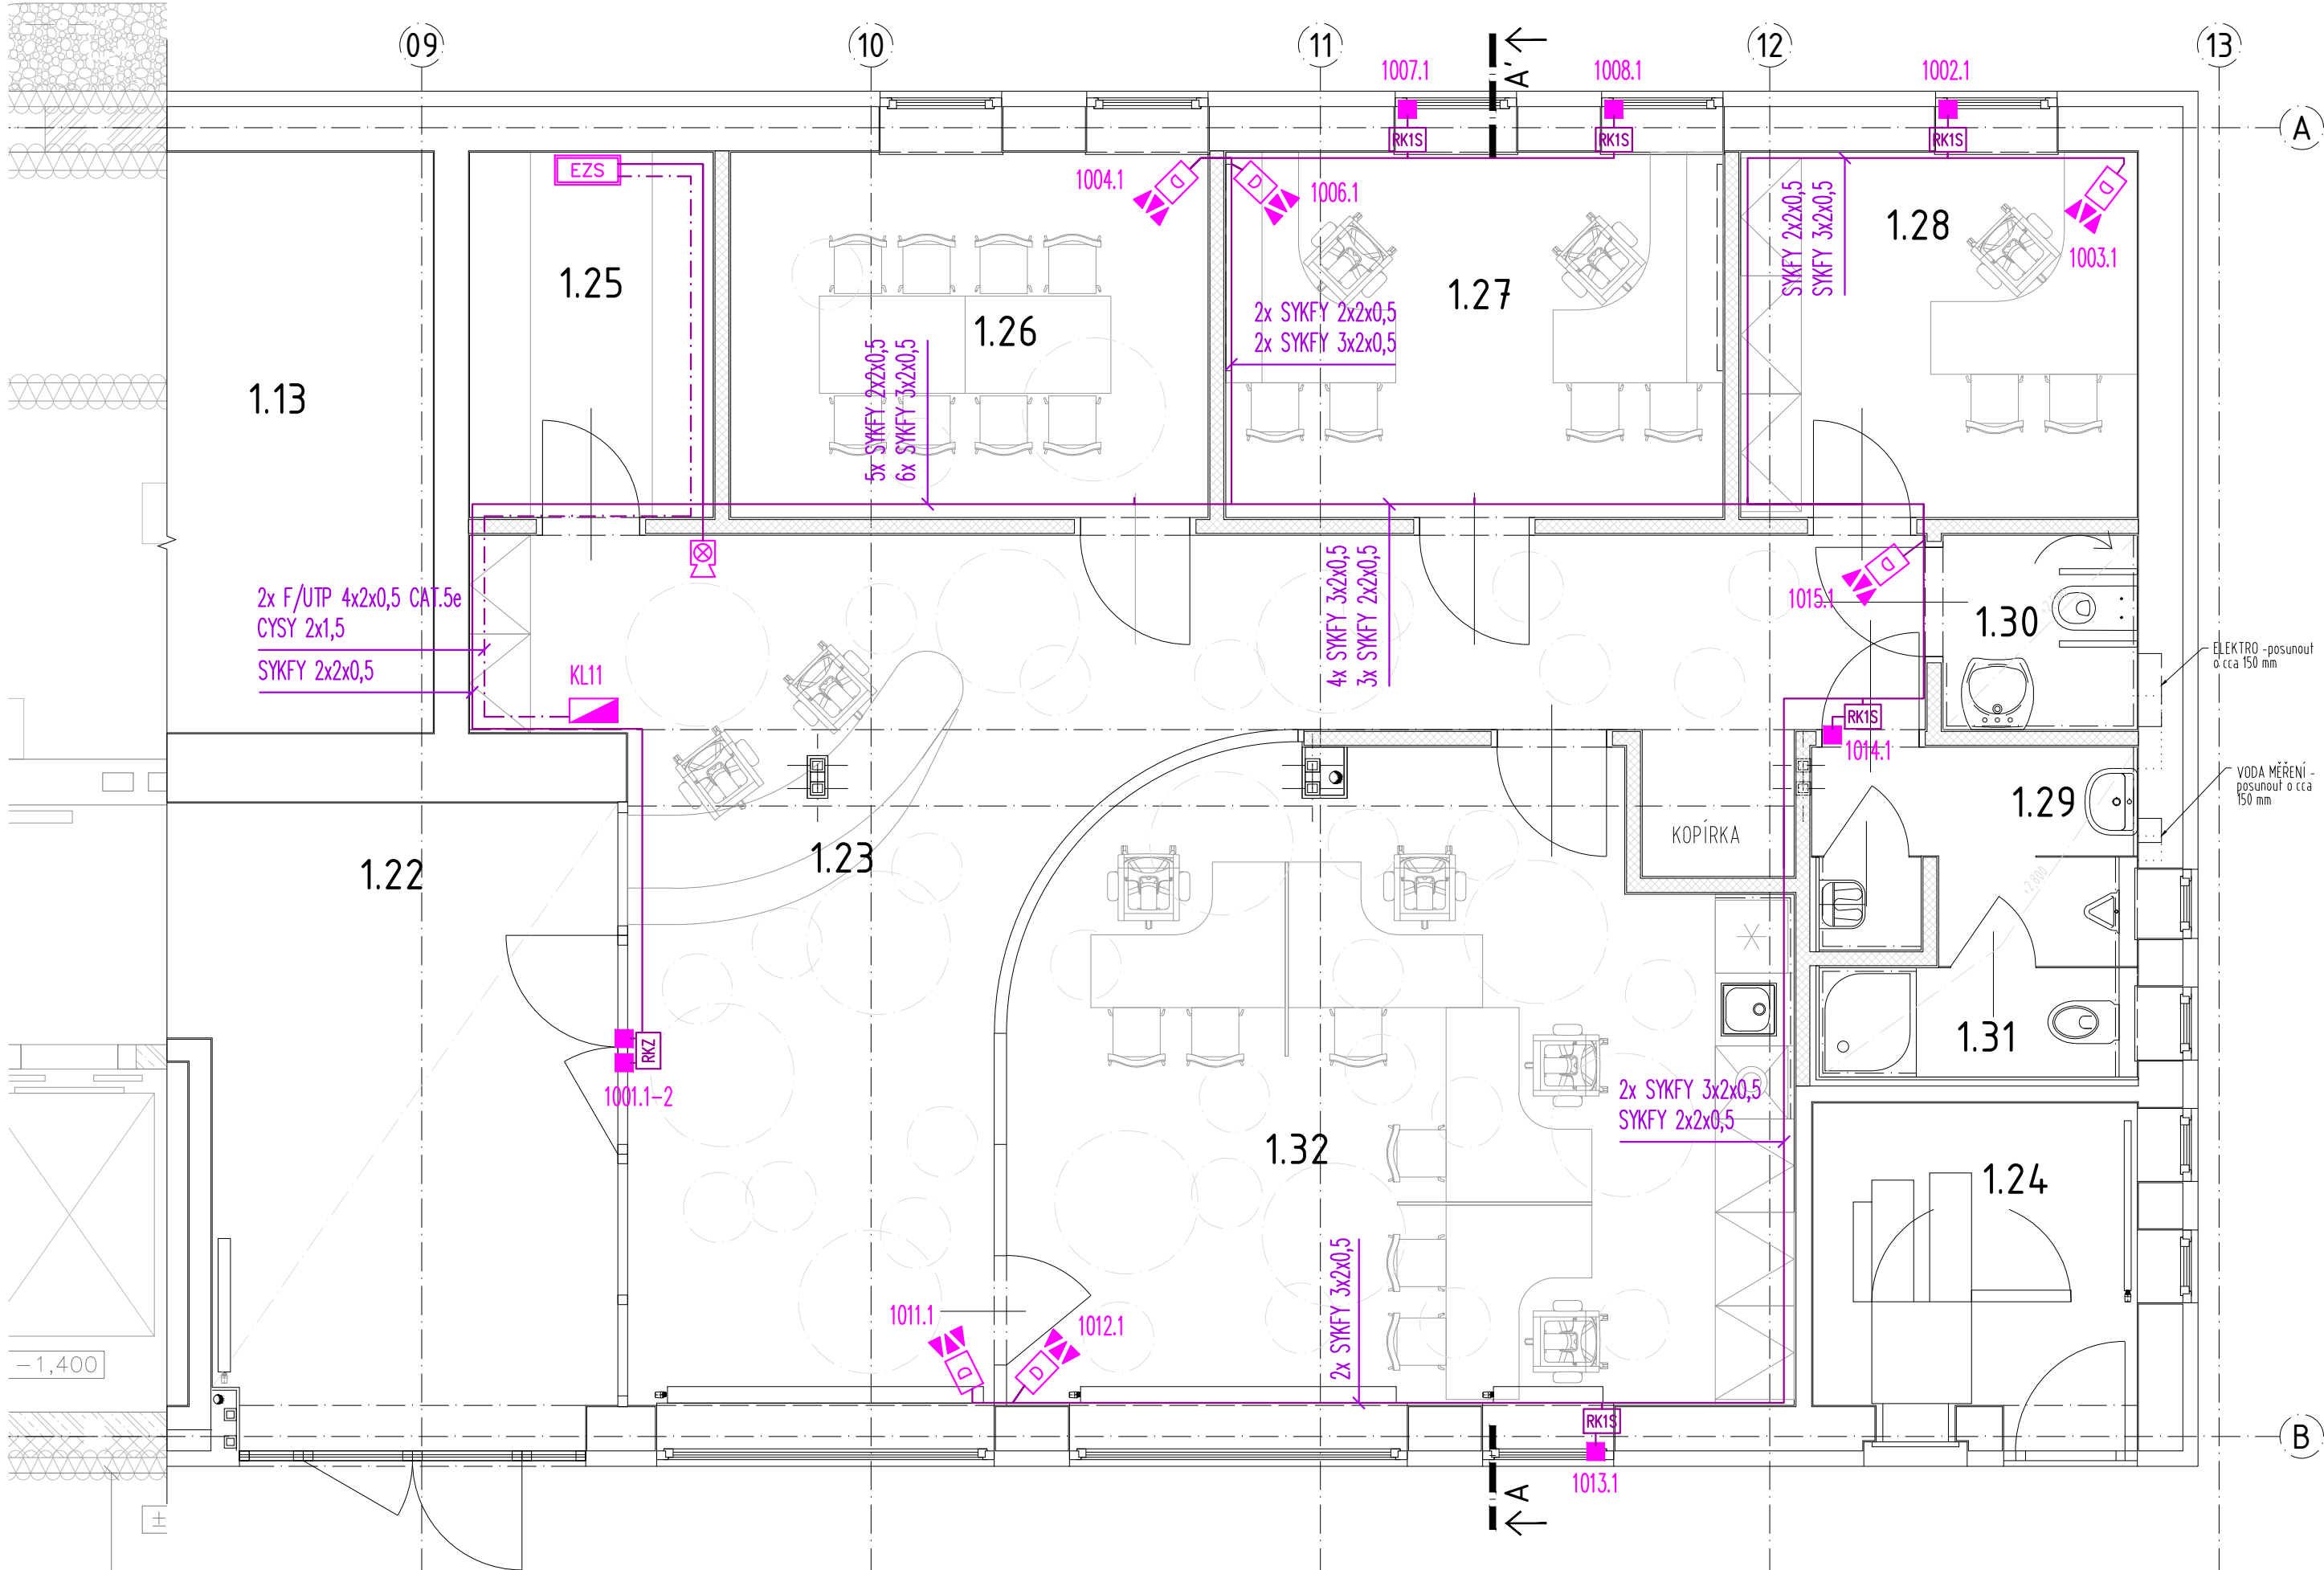 09
10
11
12
13
A'
1007.1
1008.1
1002.1
A
RK1S
RK1S
RK1S
EZS
1004.1
D
D
1006.1
D
1003.1
1.25
1.26
1.27
1.28
1.13
SYKFY 2x2x0,5
SYKFY 3x2x0,5
2x SYKFY 2x2x0,5
2x SYKFY 3x2x0,5
5x SYKFY 2x2x0,5
6x SYKFY 3x2x0,5
4x SYKFY 3x2x0,5
3x SYKFY 2x2x0,5
2x F/UTP 4x2x0,5 CAT.5e
CYSY 2x1,5
SYKFY 2x2x0,5
KL11
D
1015.1
1.30
ELEKTRO -posunout
o cca 150 mm
RK1S
1014.1
VODA MĚŘENÍ -
posunout o cca
150 mm
1.29
KOPÍRKA
1.22
1.23
+2,800
1.31
RKZ
1001.1-2
2x SYKFY 3x2x0,5
SYKFY 2x2x0,5
1.32
1.24
2x SYKFY 3x2x0,5
1011.1
D
1012.1
D
-1,400
RK1S
1013.1
B
A
±